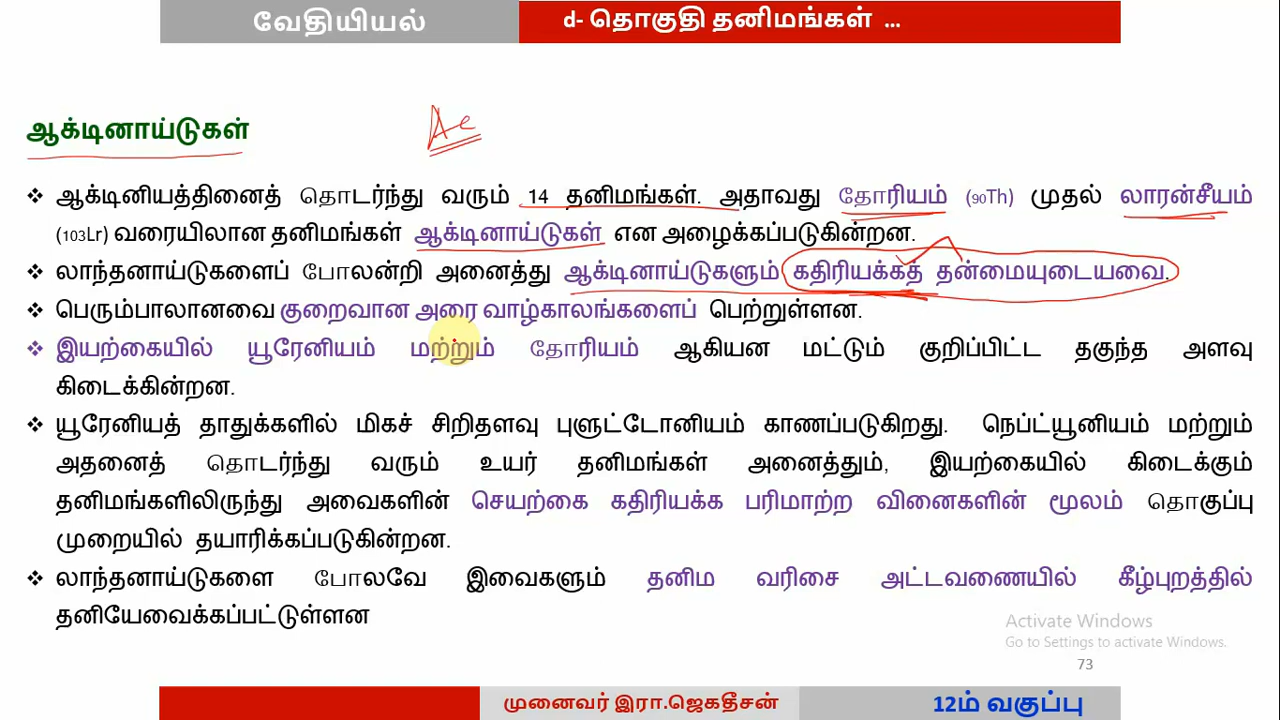 வேதியியல்
d- தொகுதி தனிமங்கள் ...
ஆக்டினாய்டுகள்
Ac
❖ ஆக்டினியத்தினைத் தொடர்ந்து வரும் 14 தனிமங்கள். அதாவது தோரியம் (90Th) முதல் லாரன்சீயம்
(103Lr) வரையிலான தனிமங்கள் ஆக்டினாய்டுகள் என அழைக்கப்படுகின்றன.
❖ லாந்தனாய்டுகளைப் போலன்றி அனைத்து ஆக்டினாய்டுகளும் கதிரியக்கத் தன்மையுடையவை.
❖ பெரும்பாலானவை குறைவான அரை வாழ்காலங்களைப் பெற்றுள்ளன.
❖ இயற்கையில் யூரேனியம் மற்றும் தோரியம் ஆகியன மட்டும் குறிப்பிட்ட தகுந்த அளவு
கிடைக்கின்றன.
❖ யூரேனியத் தாதுக்களில் மிகச் சிறிதளவு புளுட்டோனியம் காணப்படுகிறது. நெப்ட்யூனியம் மற்றும்
அதனைத் தொடர்ந்து வரும் உயர் தனிமங்கள் அனைத்தும், இயற்கையில் கிடைக்கும்
தனிமங்களிலிருந்து அவைகளின் செயற்கை கதிரியக்க பரிமாற்ற வினைகளின் மூலம் தொகுப்பு
முறையில் தயாரிக்கப்படுகின்றன.
❖ லாந்தனாய்டுகளை போலவே இவைகளும் தனிம வரிசை அட்டவணையில் கீழ்புறத்தில்
தனியேவைக்கப்பட்டுள்ளன
Activate Windows
Go to Settings to activate Windows.
73
முனைவர் இரா.ஜெகதீசன்
12ம் வகுப்பு